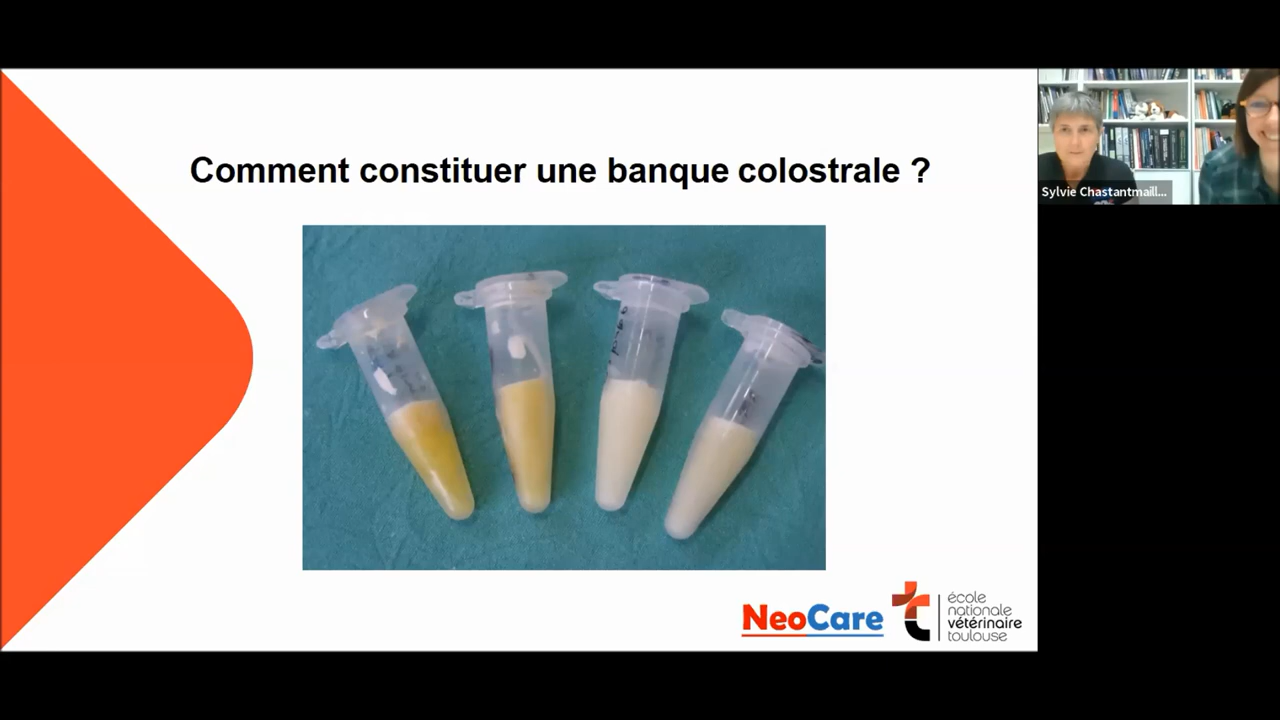 Comment constituer une banque colostrale ?
Sylvie Chastantmaill...
NeoCare
école
nationale
vétérinaire
toulouse